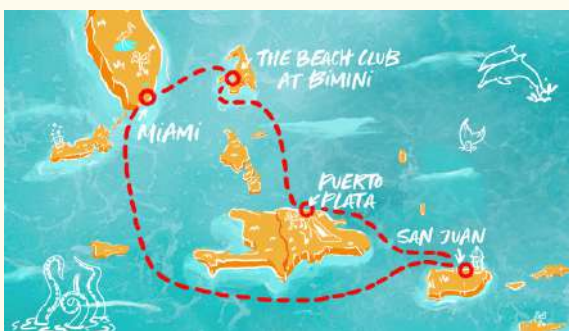 THE BEACH CLUB
AT BIMINI
MIAMI
PUERTO
PLATA
SAN JUAN